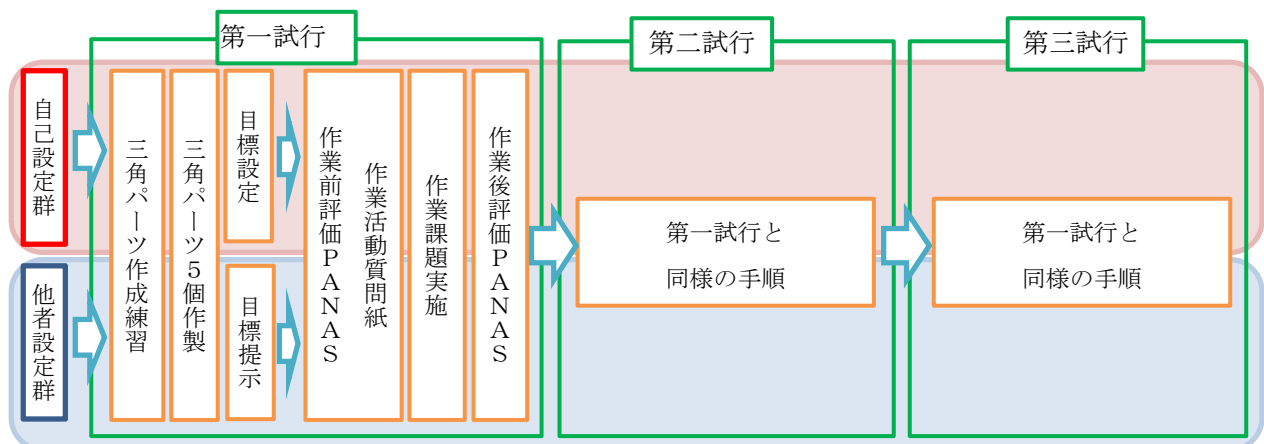 第一試行
第二試行
第三試行
自己設定群
他者設定群
三角パーツ作成練習
三角パーツ５個作製
目標設定
目標提示
作業前評価ＰＡＮＡＳ
作業活動質問紙
作業課題実施
作業後評価ＰＡＮＡＳ
第一試行と
同様の手順
第一試行と
同様の手順